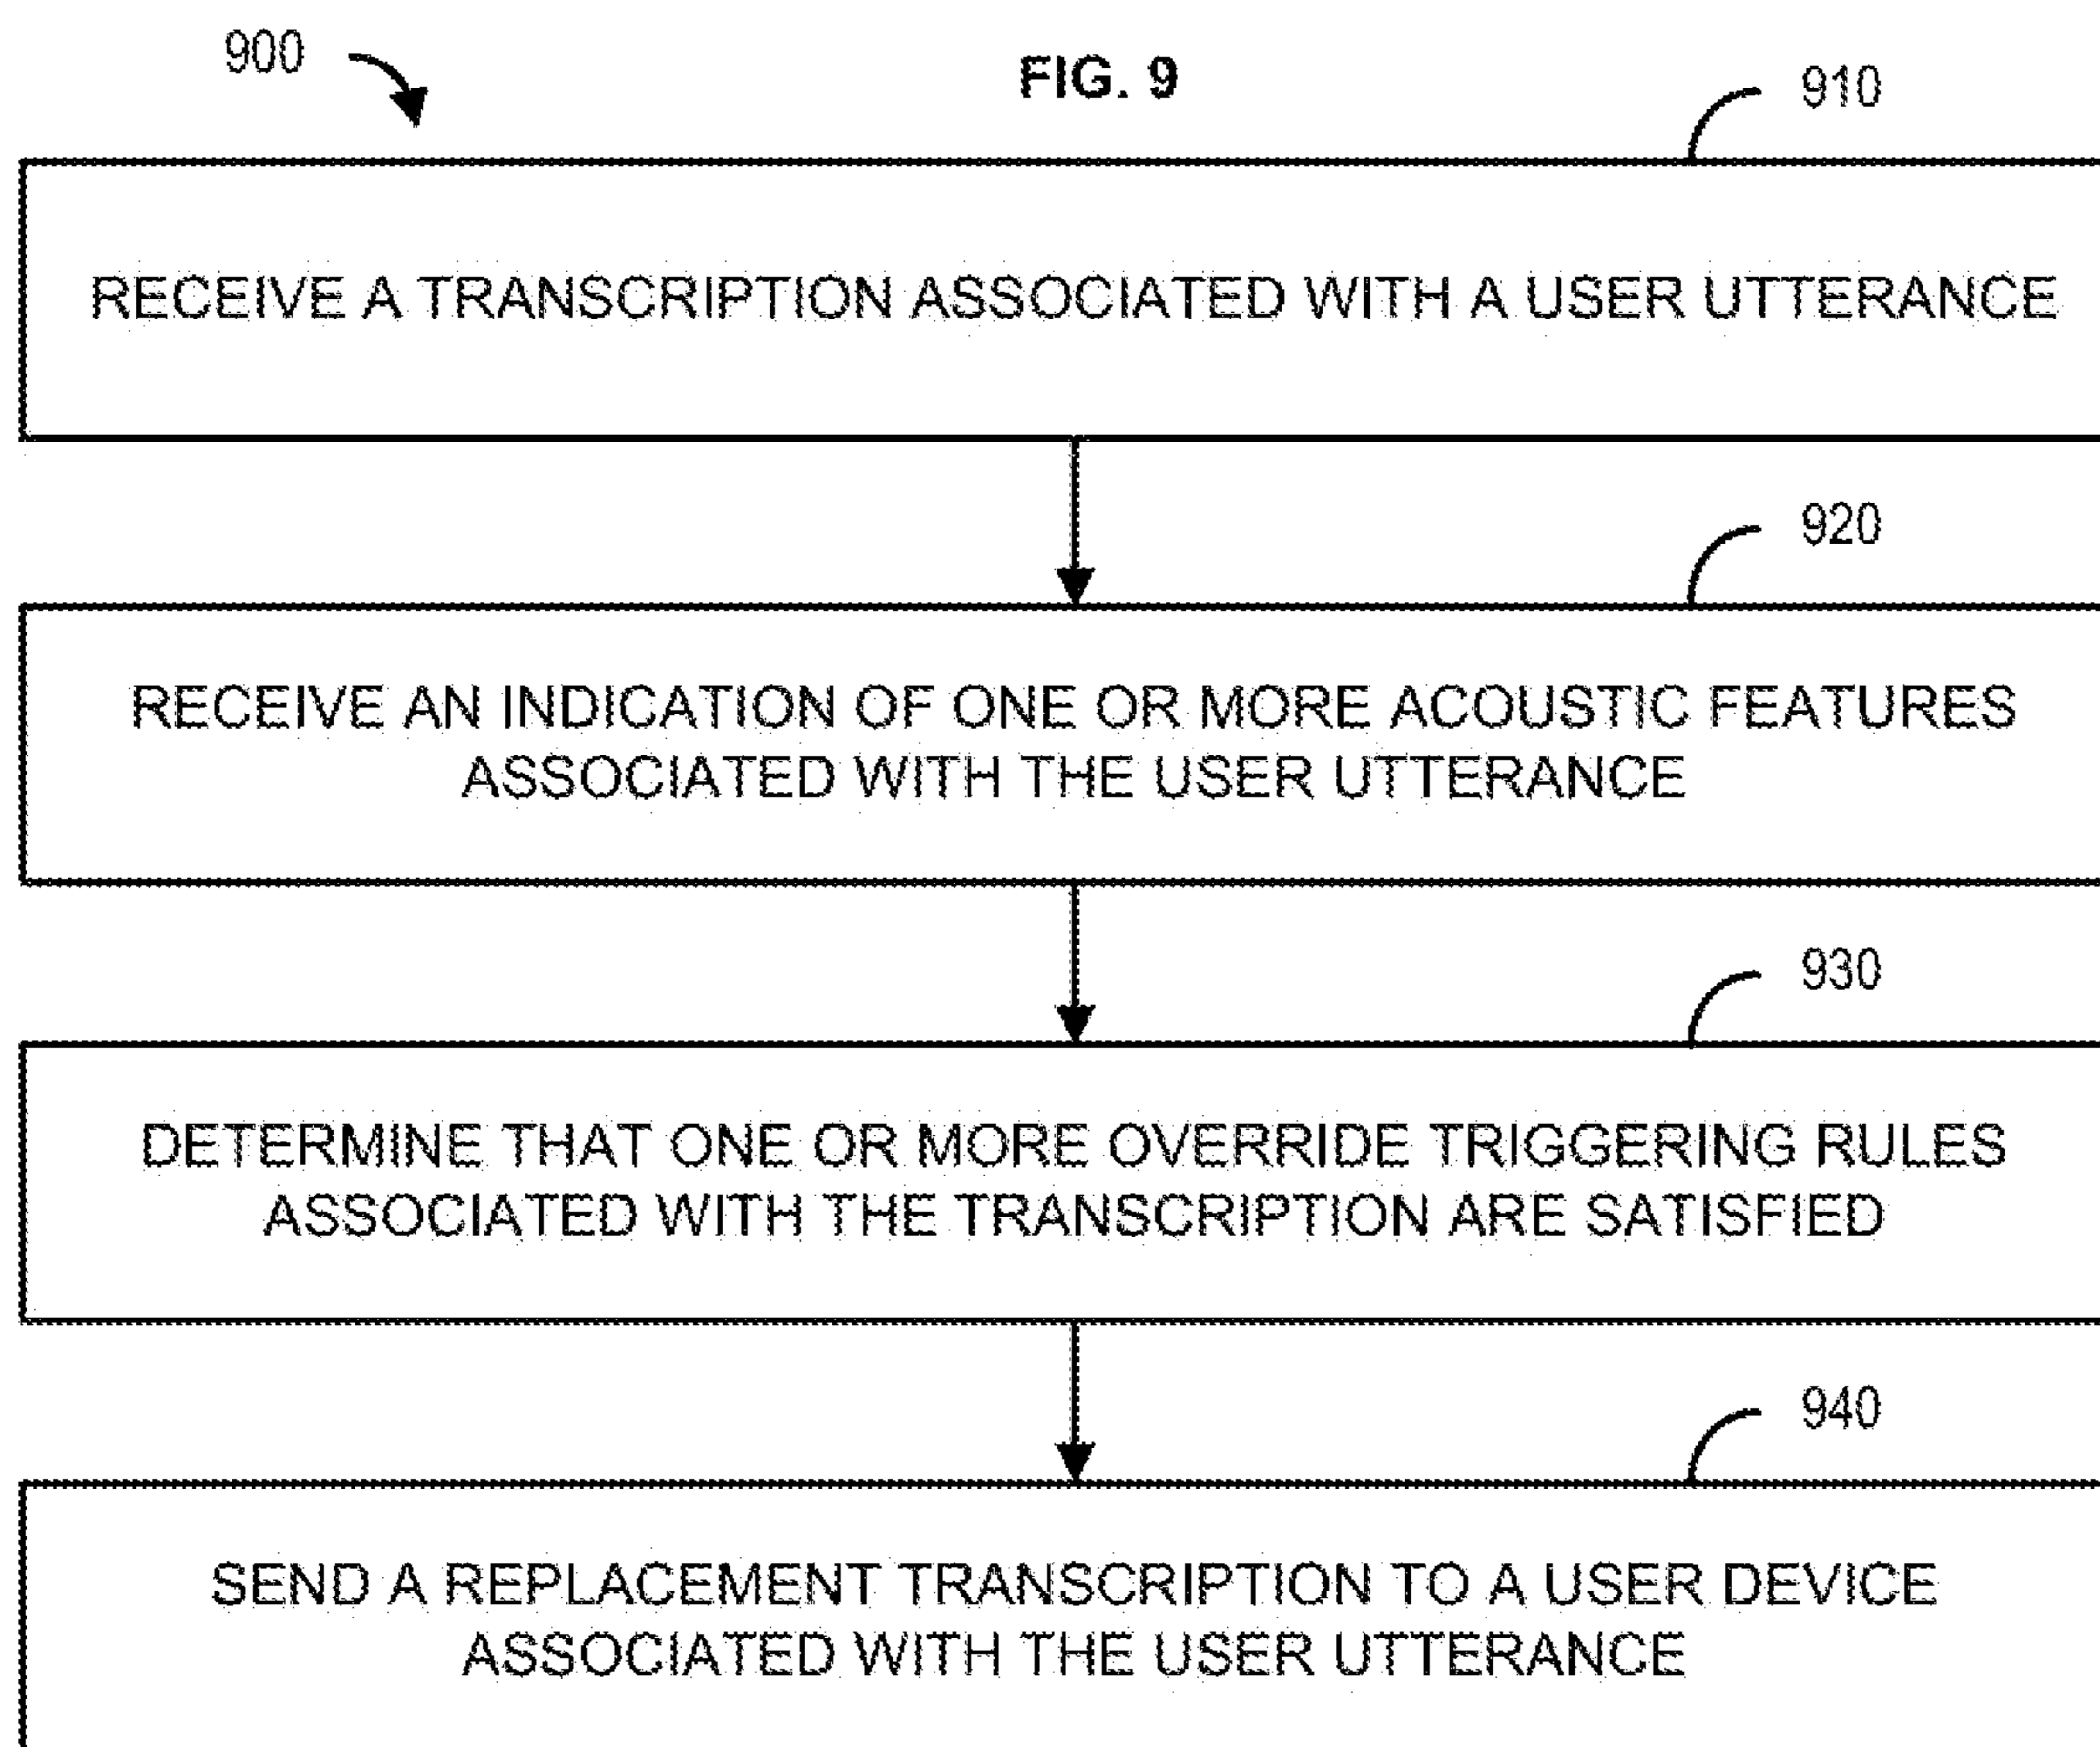 900
FIG. 9
910
RECEIVE A TRANSCRIPTION ASSOCIATED WITH A USER UTTERANCE
920
RECEIVE AN INDICATION OF ONE OR MORE ACOUSTIC FEATURES
ASSOCIATED WITH THE USER UTTERANCE
930
DETERMINE THAT ONE OR MORE OVERRIDE TRIGGERING RULES
ASSOCIATED WITH THE TRANSCRIPTION ARE SATISFIED
940
SEND A REPLACEMENT TRANSCRIPTION TO A USER DEVICE
ASSOCIATED WITH THE USER UTTERANCE